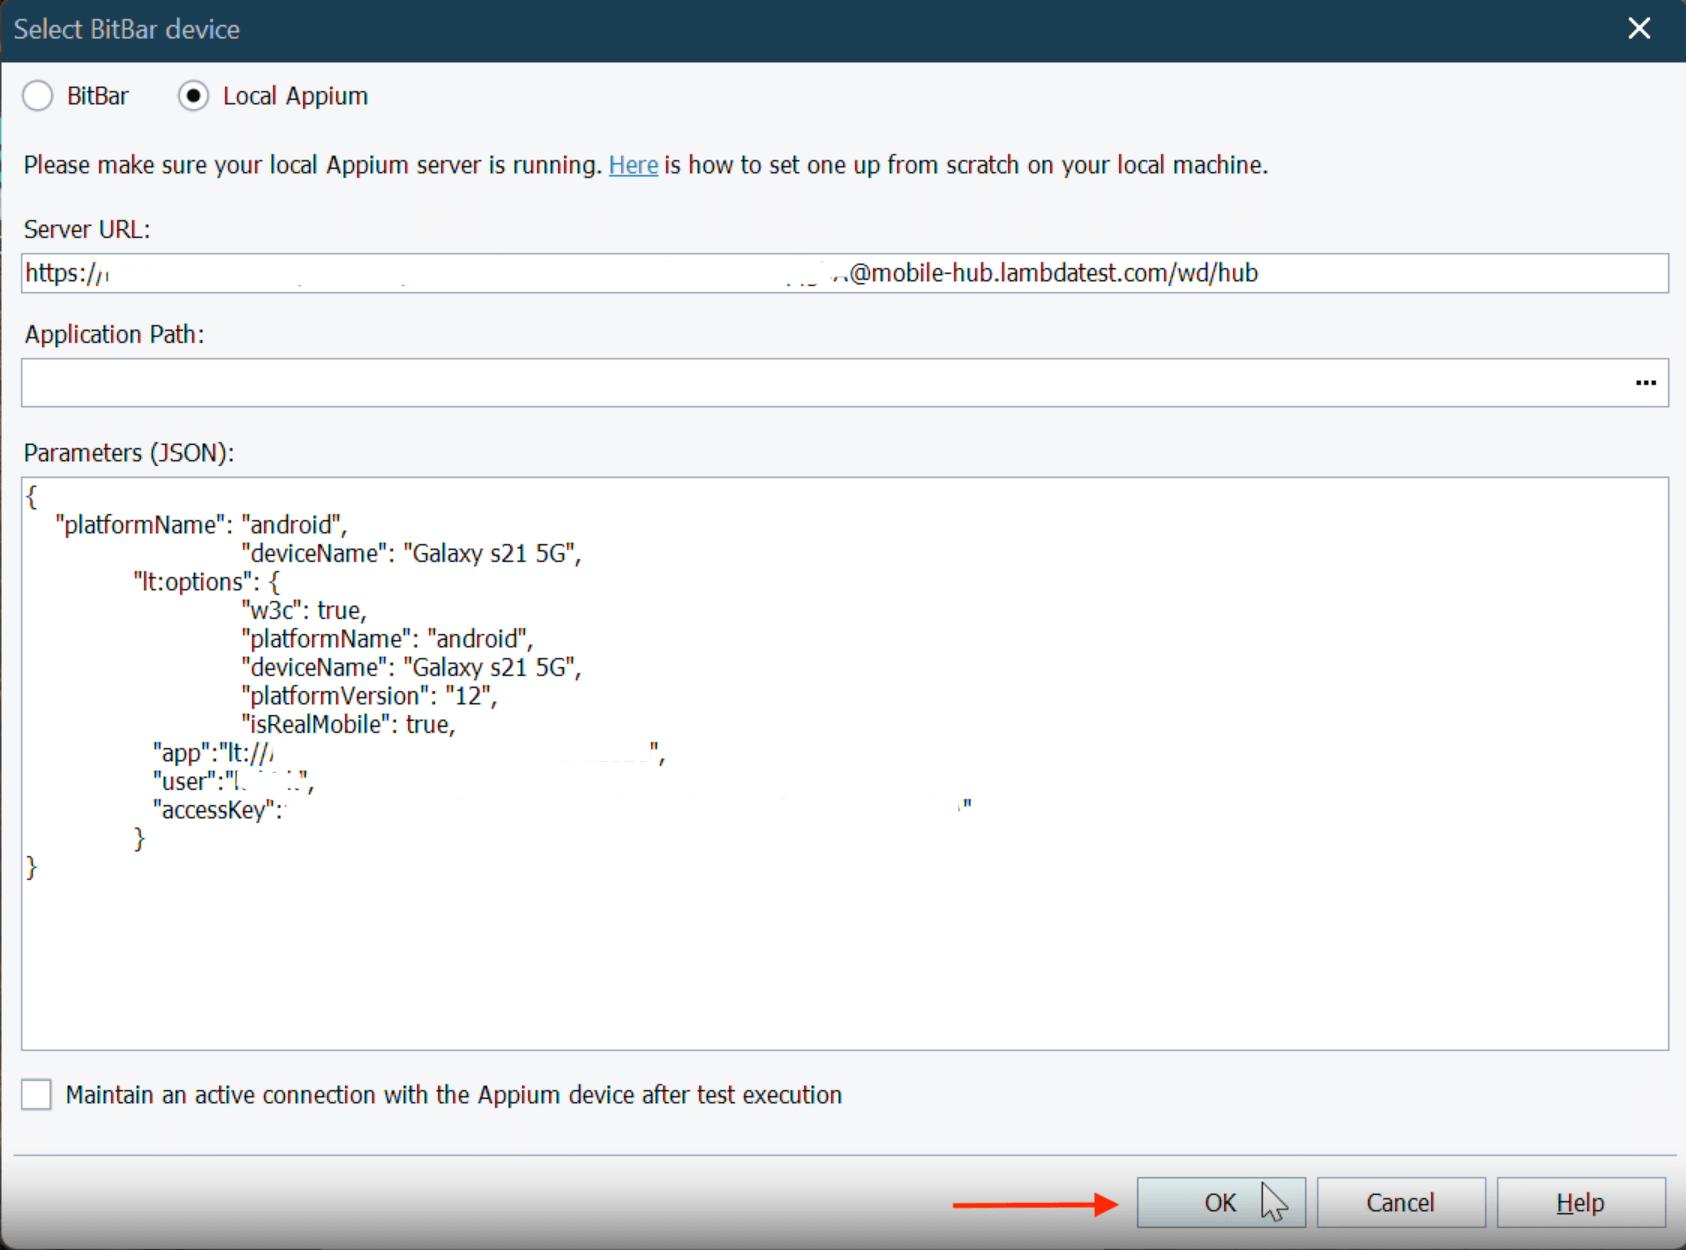 Select BitBar device
BitBar Local Appium
Please make sure your local Appium server is running. Here is how to set one up from scratch on your local machine.
Server URL:
https:// @mobile-hub.lambdatest.com/wd/hub
Application Path:
...
Parameters (JSON):
{
"platformName": "android",
"deviceName": "Galaxy s21 5G",
"lt:options": {
"w3c": true,
"platformName": "android",
"deviceName": "Galaxy s21 5G",
"platformVersion": "12",
"isRealMobile": true,
"app":"lt:// ",
"user":" ",
"accessKey": "
}
}
Maintain an active connection with the Appium device after test execution
OK Cancel Help